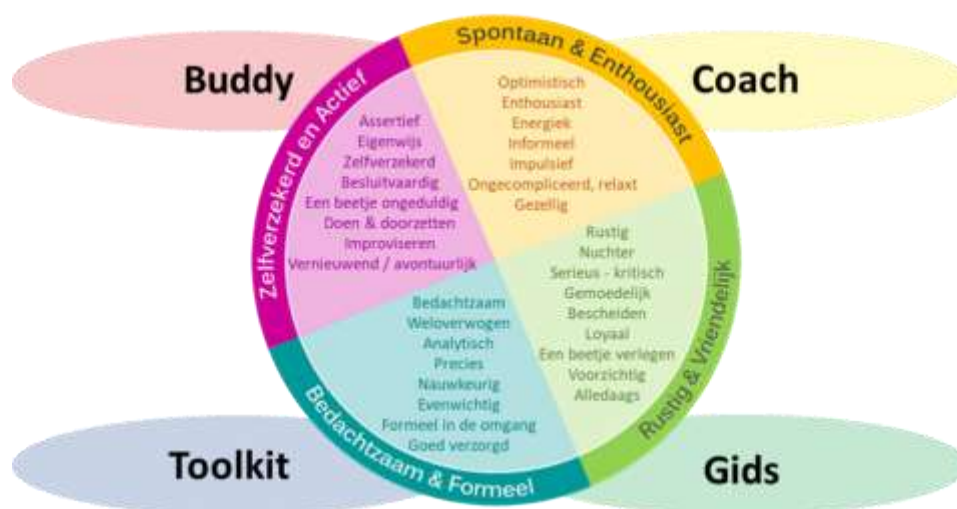 Buddy
Coach
Spontaan & Enthousiast
Optimistisch
Enthousiast
Energiek
Informeel
Impulsief
Ongecompliceerd, relaxt
Gezellig
Zelfverzekerd en Actief
Assertief
Eigenwijs
Zelfverzekerd
Besluitvaardig
Een beetje ongeduldig
Doen & doorzetten
Improviseren
Vernieuwend / avontuurlijk
Rustig
Nuchter
Serieus - kritisch
Gemoedelijk
Bescheiden
Loyaal
Een beetje verlegen
Voorzichtig
Alledaags
Rustig & Vriendelijk
Bedachtzaam
Weloverwogen
Analytisch
Precies
Nauwkeurig
Evenwichtig
Formeel in de omgang
Goed verzorgd
Bedachtzaam & Formeel
Toolkit
Gids